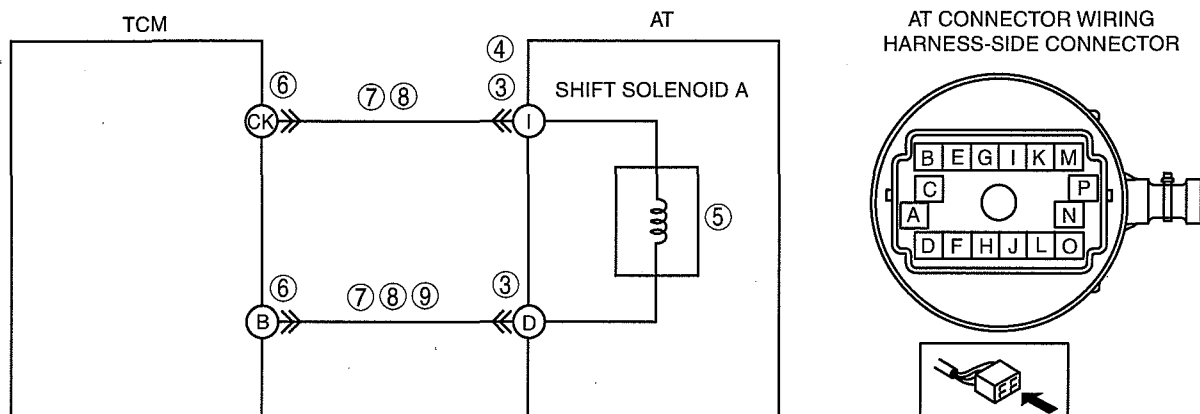 TCM
AT
AT CONNECTOR WIRING
HARNESS-SIDE CONNECTOR
④
⑥
⑦⑧
③
SHIFT SOLENOID A
CK
I
B E G I K M
C
P
A
N
⑤
D F H J L O
⑥
⑦⑧⑨
③
B
D